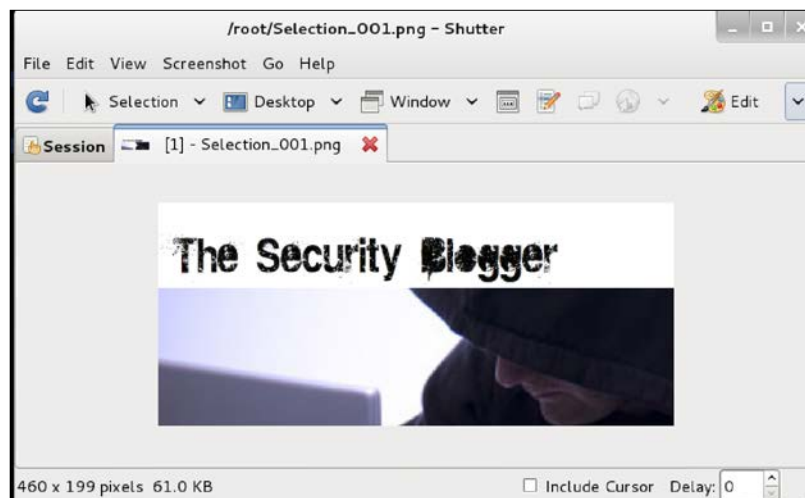 /root/Selection_001.png – Shutter
File Edit View Screenshot Go Help
Selection Desktop Window Edit
Session [1] - Selection_001.png
The Security Blogger
460 x 199 pixels 61.0 KB Include Cursor Delay: 0